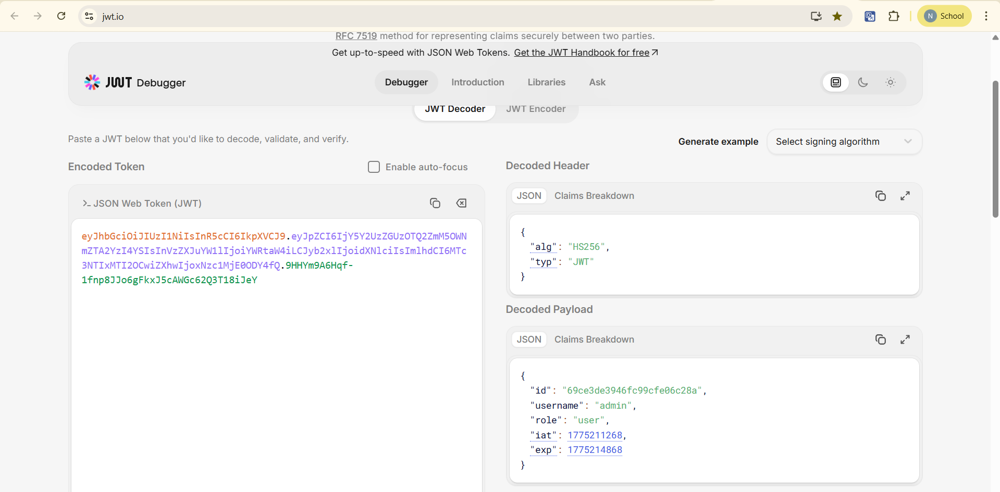 jwt.io
N School
RFC 7519 method for representing claims securely between two parties.
Get up-to-speed with JSON Web Tokens. Get the JWT Handbook for free
JWT Debugger
Debugger
Introduction
Libraries
Ask
JWT Decoder
JWT Encoder
Paste a JWT below that you'd like to decode, validate, and verify.
Generate example
Select signing algorithm
Encoded Token
Enable auto-focus
JSON Web Token (JWT)
eyJhbGciOiJIUzI1NiIsInR5cCI6IkpXVCJ9.eyJpZCI6IjY5Y2UzZGUzOTQ2ZmM5OWN
mZTA2YzI4YSIsInVzZXJuYW1lIjoiYWRtaW4iLCJyb2xlIjoidXNlciIsImlhdCI6MTc
3NTIxMTI2OCwiZXhwIjoxNzc1MjE0ODY4fQ.9HHYm9A6Hqf-
1fnp8JJo6gFkxJ5cAWGc62Q3T18iJeY
Decoded Header
JSON
Claims Breakdown
{
"alg": "HS256",
"typ": "JWT"
}
Decoded Payload
JSON
Claims Breakdown
{
"id": "69ce3de3946fc99cfe06c28a",
"username": "admin",
"role": "user",
"iat": 1775211268,
"exp": 1775214868
}